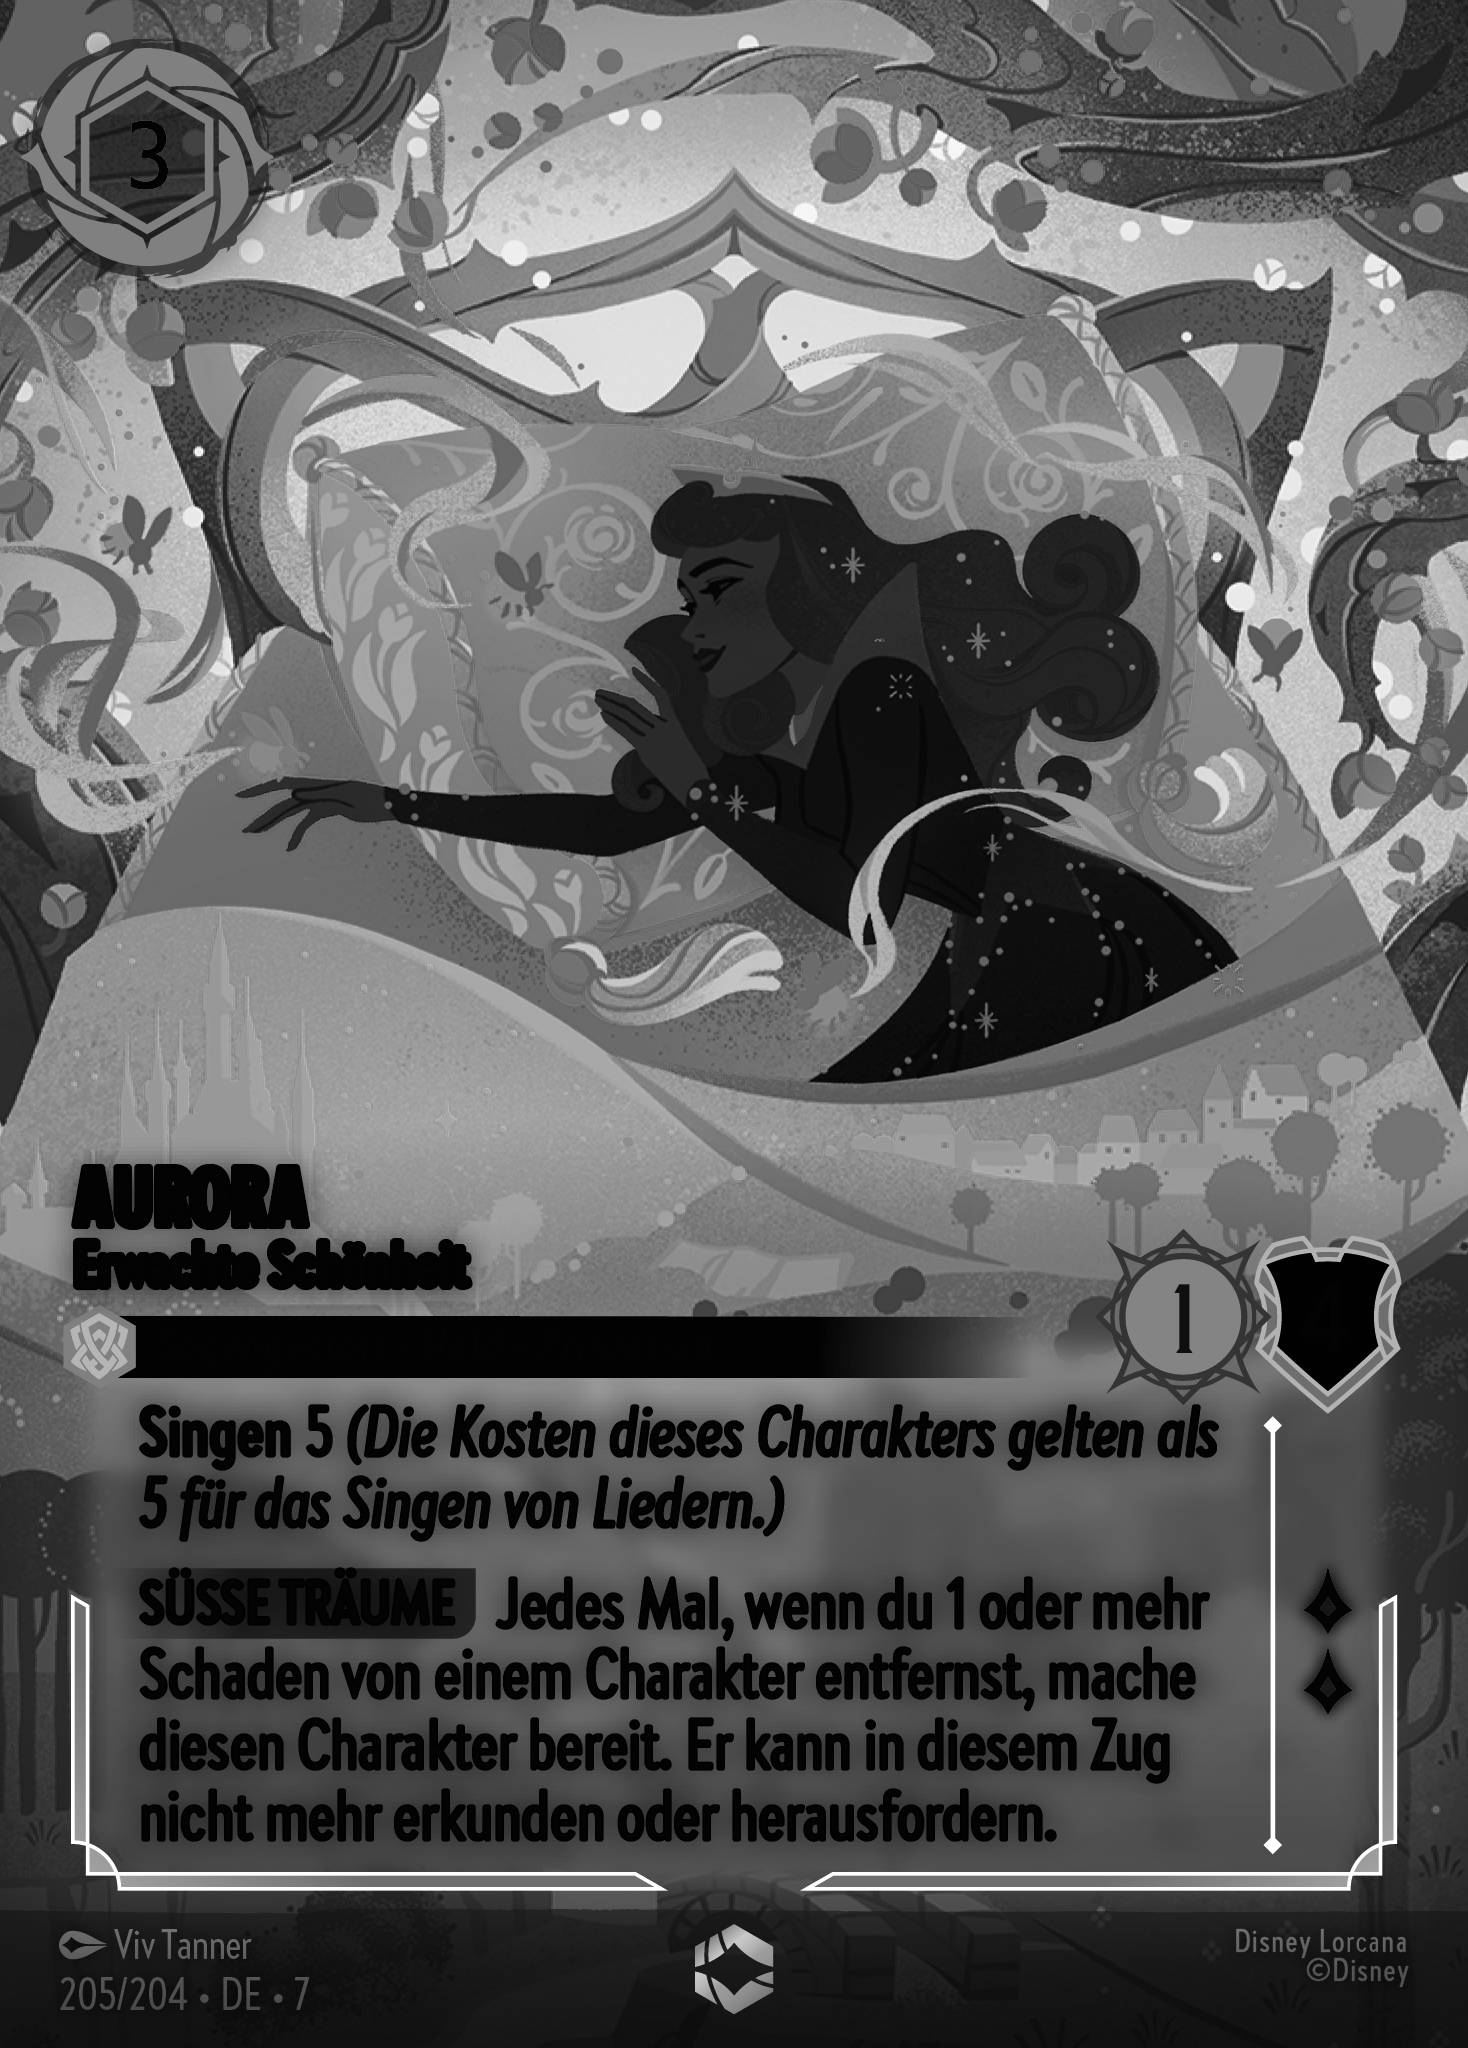 3
AURORA
Erwachte Schönheit
1
Singen 5 (Die Kosten dieses Charakters gelten als
5 für das Singen von Liedern.)
SÜSSE TRÄUME Jedes Mal, wenn du 1 oder mehr
Schaden von einem Charakter entfernst, mache
diesen Charakter bereit. Er kann in diesem Zug
nicht mehr erkunden oder herausfordern.
Viv Tanner
205/204 • DE • 7
Disney Lorcana
©Disney